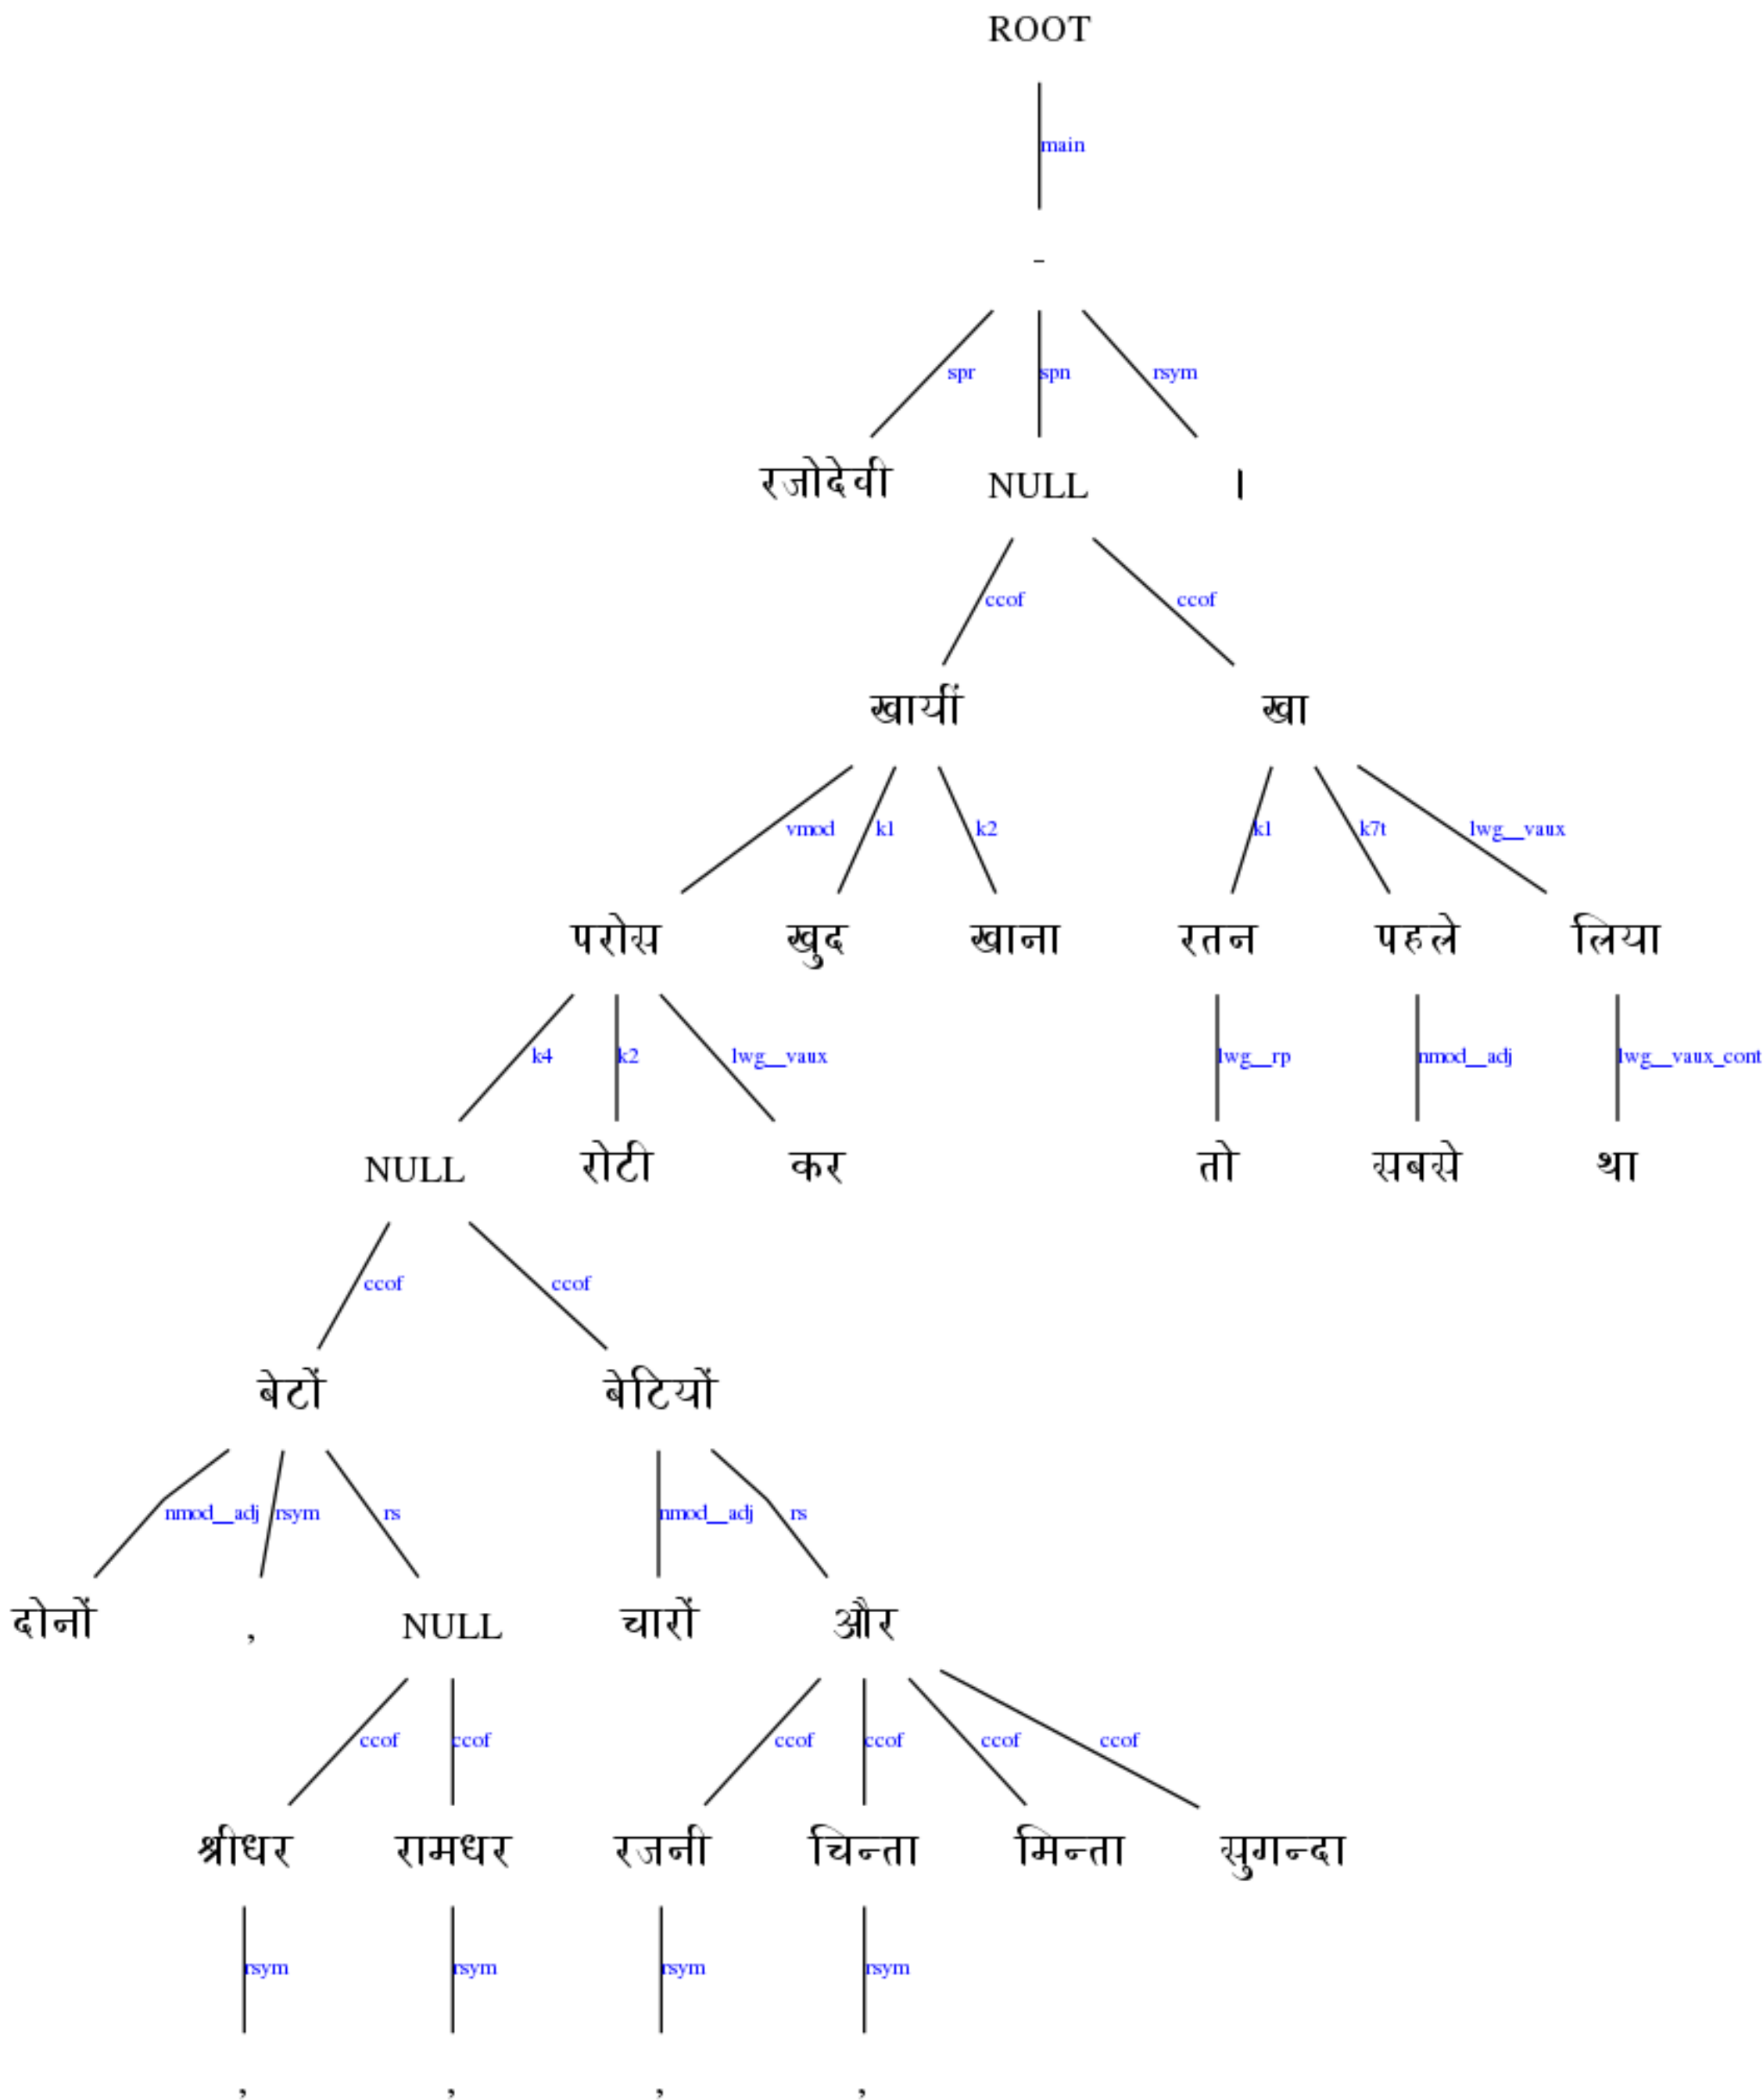 ROOT
main
-
spr spn rsym
रजोदेवी NULL ।
ccof ccof
खायीं खा
vmod k1 k2 k1 k7t lwg__vaux
परोस खुद खाना रतन पहले लिया
k4 k2 lwg__vaux lwg__rp nmod__adj lwg__vaux_cont
NULL रोटी कर तो सबसे था
ccof ccof
बेटों बेटियों
nmod__adj rsym rs nmod__adj rs
दोनों , NULL चारों और
ccof ccof ccof ccof ccof ccof
श्रीधर रामधर रजनी चिन्ता मिन्ता सुगन्दा
rsym rsym rsym rsym
, , , ,